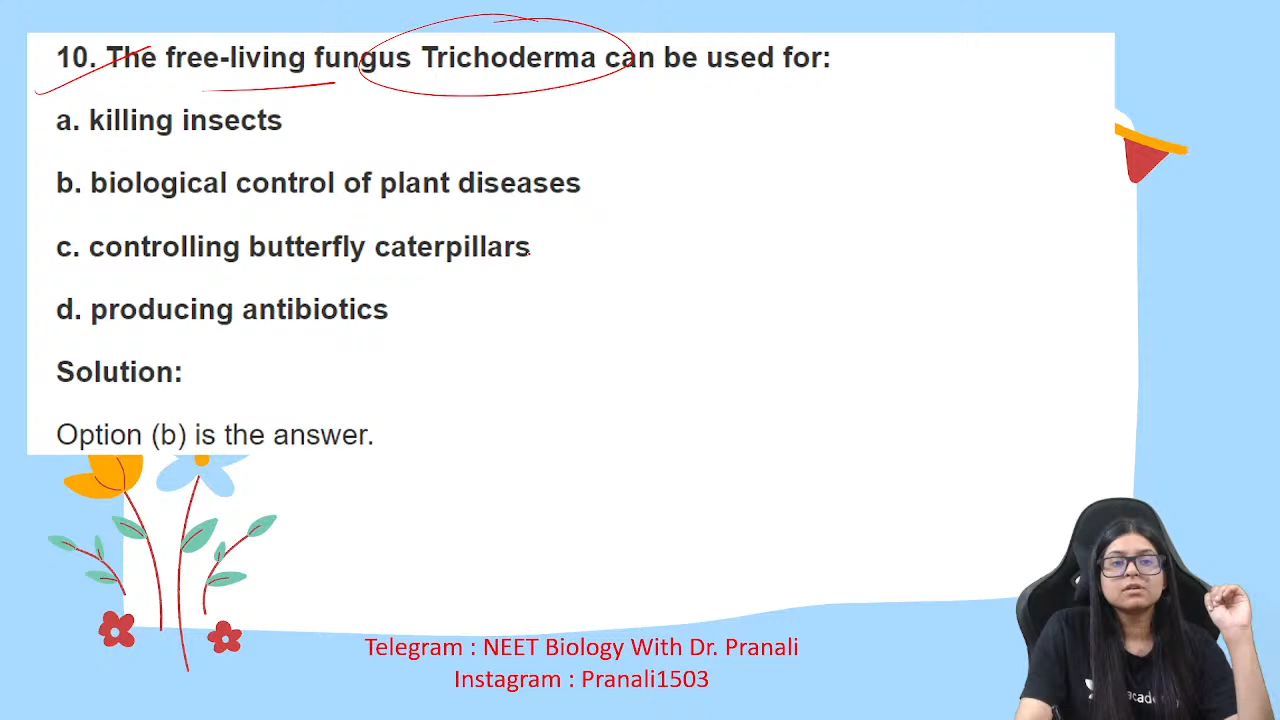 10. The free-living fungus Trichoderma can be used for:
a. killing insects
b. biological control of plant diseases
c. controlling butterfly caterpillars
d. producing antibiotics
Solution:
Option (b) is the answer.
Telegram : NEET Biology With Dr. Pranali
Instagram : Pranali1503